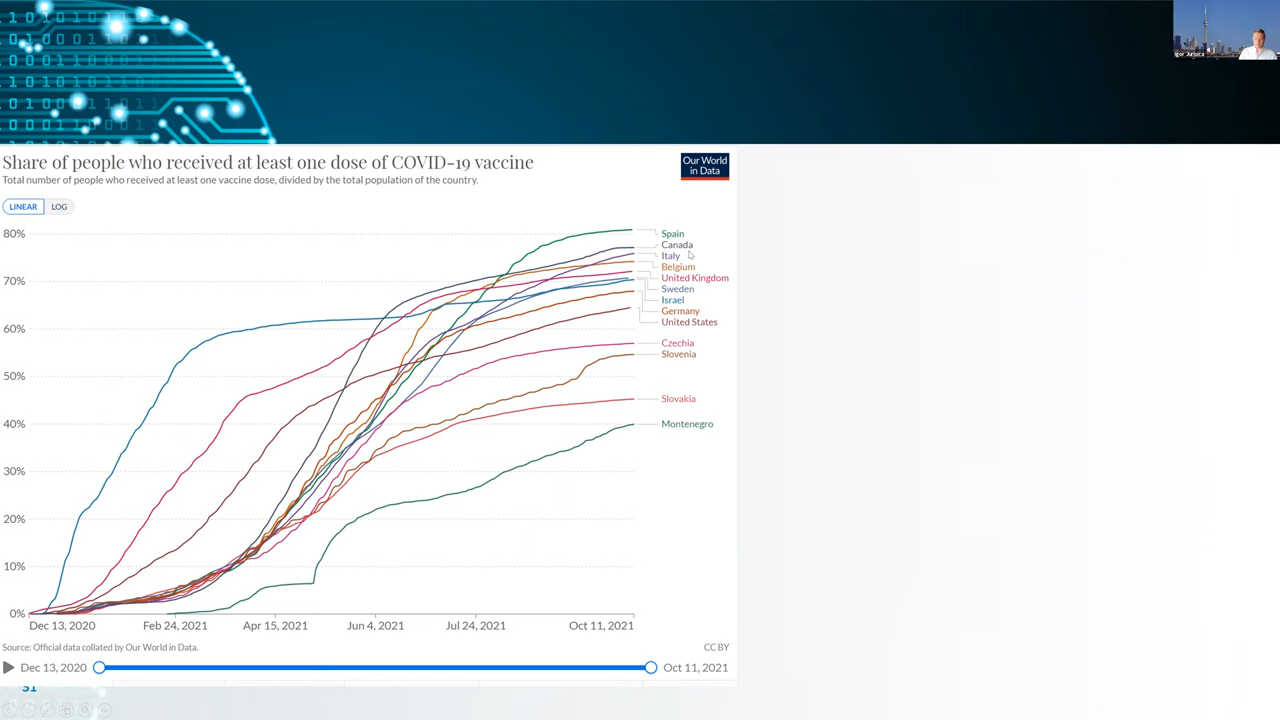 Igor Jurisica
Share of people who received at least one dose of COVID-19 vaccine
Total number of people who received at least one vaccine dose, divided by the total population of the country.
Our World
in Data
LINEAR
LOG
80%
70%
60%
50%
40%
30%
20%
10%
0%
Spain
Canada
Italy
Belgium
United Kingdom
Sweden
Israel
Germany
United States
Czechia
Slovenia
Slovakia
Montenegro
Dec 13, 2020
Feb 24, 2021
Apr 15, 2021
Jun 4, 2021
Jul 24, 2021
Oct 11, 2021
Source: Official data collated by Our World in Data.
CC BY
Dec 13, 2020
Oct 11, 2021